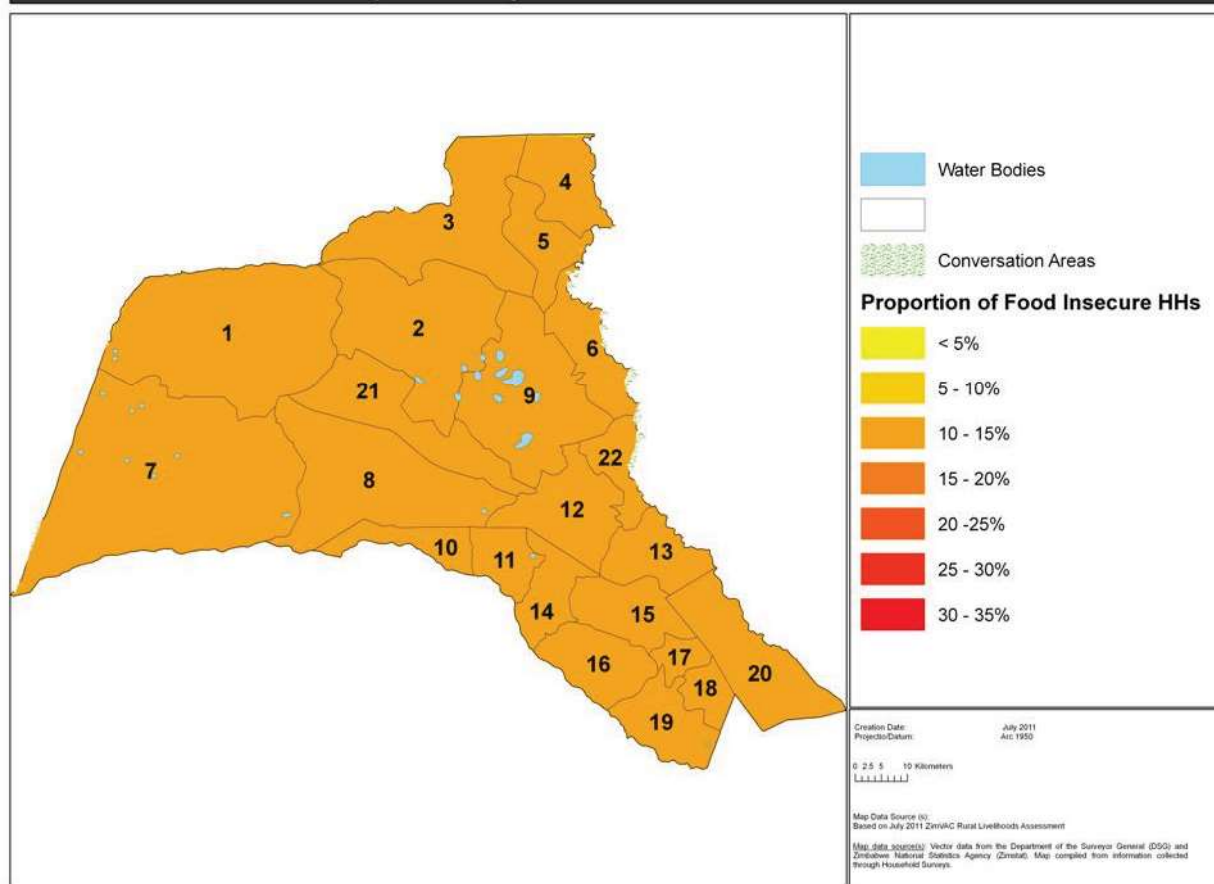 4
3
5
1
2
6
21
9
7
22
8
12
10
11
13
14
15
16
17
20
18
19
Water Bodies
Conversation Areas
Proportion of Food Insecure HHs
< 5%
5 - 10%
10 - 15%
15 - 20%
20 -25%
25 - 30%
30 - 35%
Creation Date: July 2011
Projectio/Datum: Arc 1950
0 2.5 5 10 Kilometers
Map Data Source (s):
Based on July 2011 ZimVAC Rural Livelihoods Assessment
Map data source(s): Vector data from the Department of the Surveyor General (DSG) and
Zimbabwe National Statistics Agency (Zimstat). Map compiled from information collected
through Household Surveys.